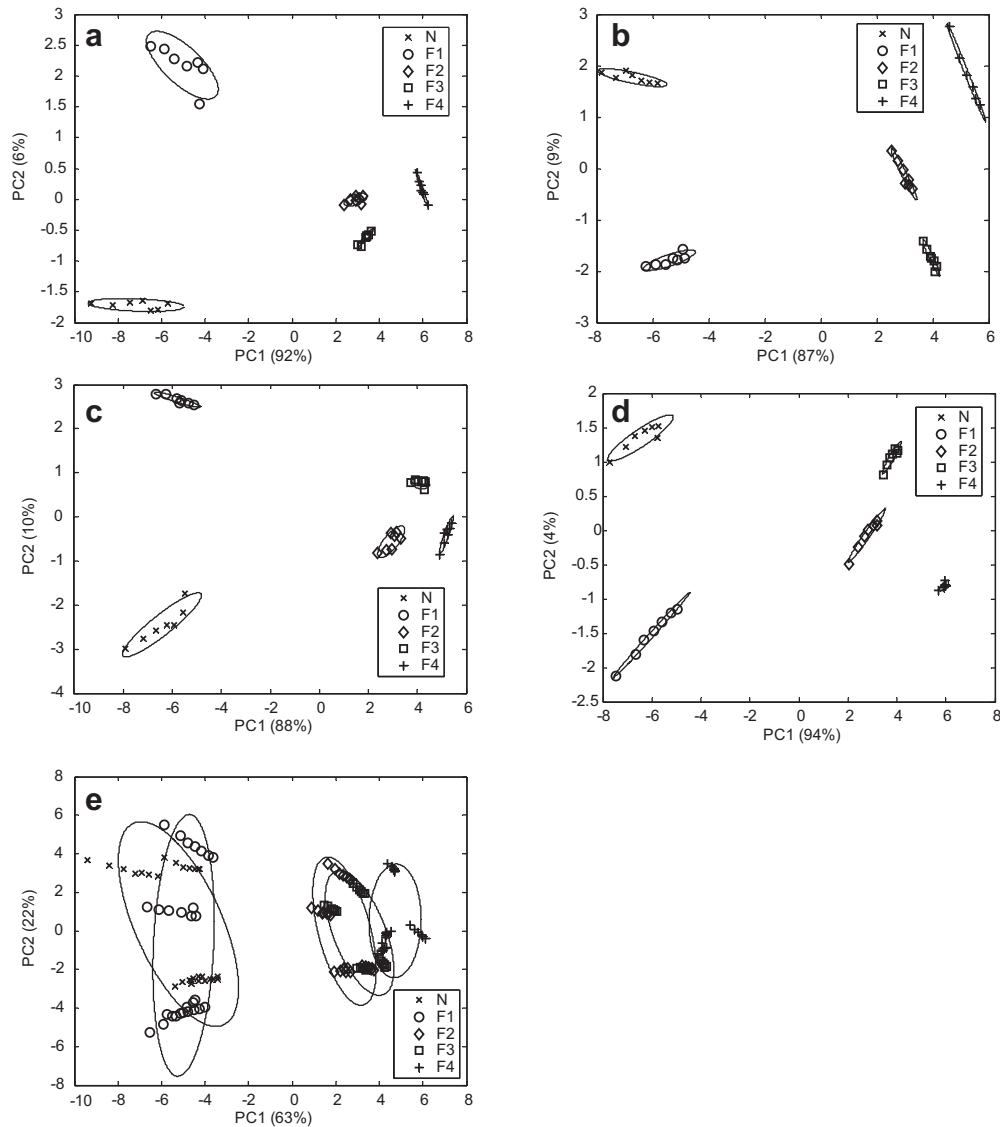 a
N
F1
F2
F3
F4
3
2.5
2
1.5
1
0.5
0
-0.5
-1
-1.5
-2
PC2 (6%)
-10 -8 -6 -4 -2 0 2 4 6 8
PC1 (92%)
b
N
F1
F2
F3
F4
3
2
1
0
-1
-2
-3
PC2 (9%)
-8 -6 -4 -2 0 2 4 6
PC1 (87%)
c
N
F1
F2
F3
F4
3
2
1
0
-1
-2
-3
-4
PC2 (10%)
-10 -8 -6 -4 -2 0 2 4 6
PC1 (88%)
d
N
F1
F2
F3
F4
2
1.5
1
0.5
0
-0.5
-1
-1.5
-2
-2.5
PC2 (4%)
-8 -6 -4 -2 0 2 4 6 8
PC1 (94%)
e
N
F1
F2
F3
F4
8
6
4
2
0
-2
-4
-6
-8
PC2 (22%)
-10 -8 -6 -4 -2 0 2 4 6 8
PC1 (63%)